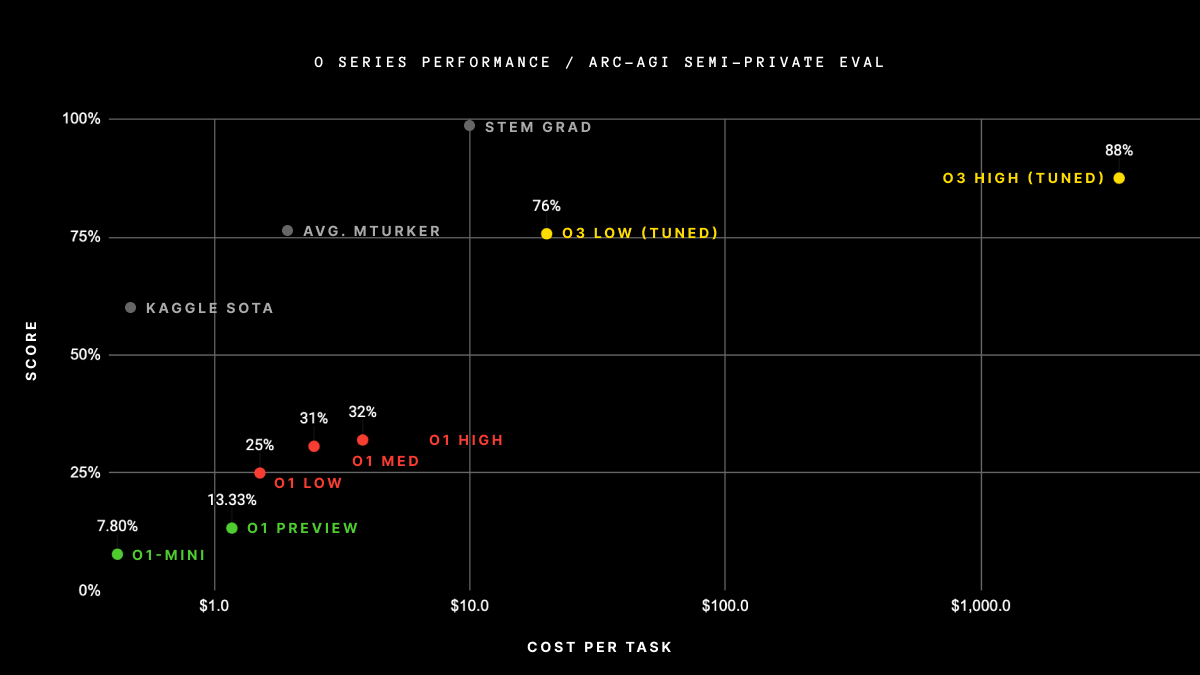 O SERIES PERFORMANCE / ARC-AGI SEMI-PRIVATE EVAL
100%
STEM GRAD
88%
O3 HIGH (TUNED)
76%
O3 LOW (TUNED)
AVG. MTURKER
75%
KAGGLE SOTA
SCORE
50%
31%
32%
25%
O1 HIGH
O1 MED
25%
O1 LOW
13.33%
7.80%
O1 PREVIEW
O1-MINI
0%
$1.0
$10.0
$100.0
$1,000.0
COST PER TASK